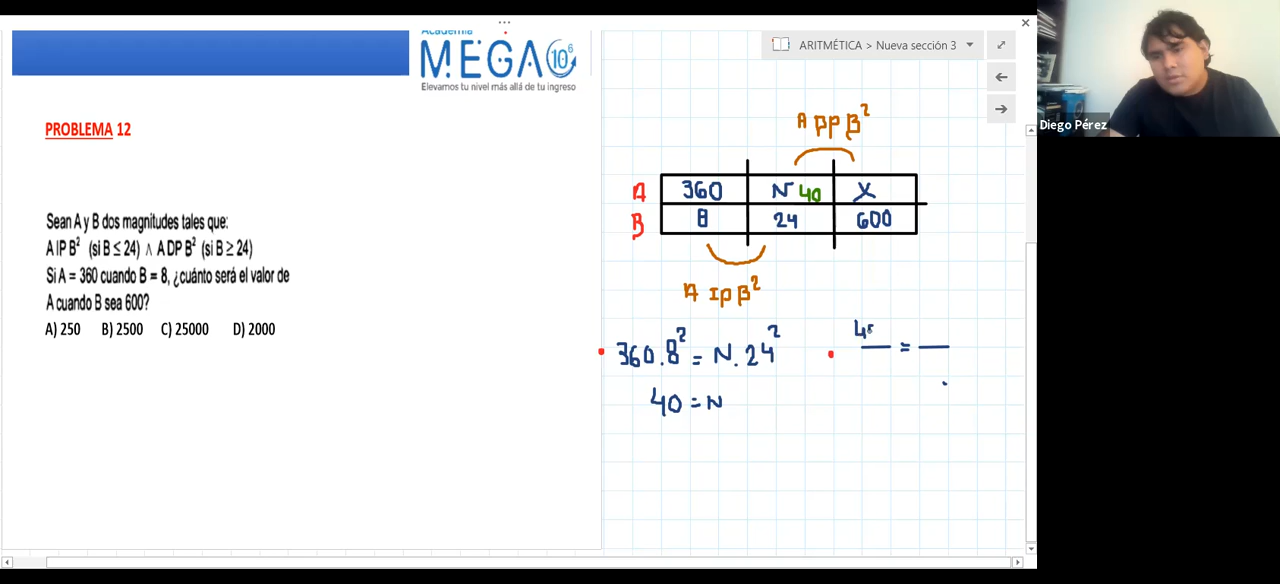 Academia
MEGA 10⁶
Elevamos tu nivel más allá de tu ingreso
ARITMÉTICA > Nueva sección 3
Diego Pérez
PROBLEMA 12
Sean A y B dos magnitudes tales que:
A IP B² (si B ≤ 24) ∧ A DP B² (si B ≥ 24)
Si A = 360 cuando B = 8, ¿cuánto será el valor de
A cuando B sea 600?
A) 250 B) 2500 C) 25000 D) 2000
A DP B²
A 360 N 40 X
B 8 24 600
A IP B²
360.8² = N.24²
40 = N